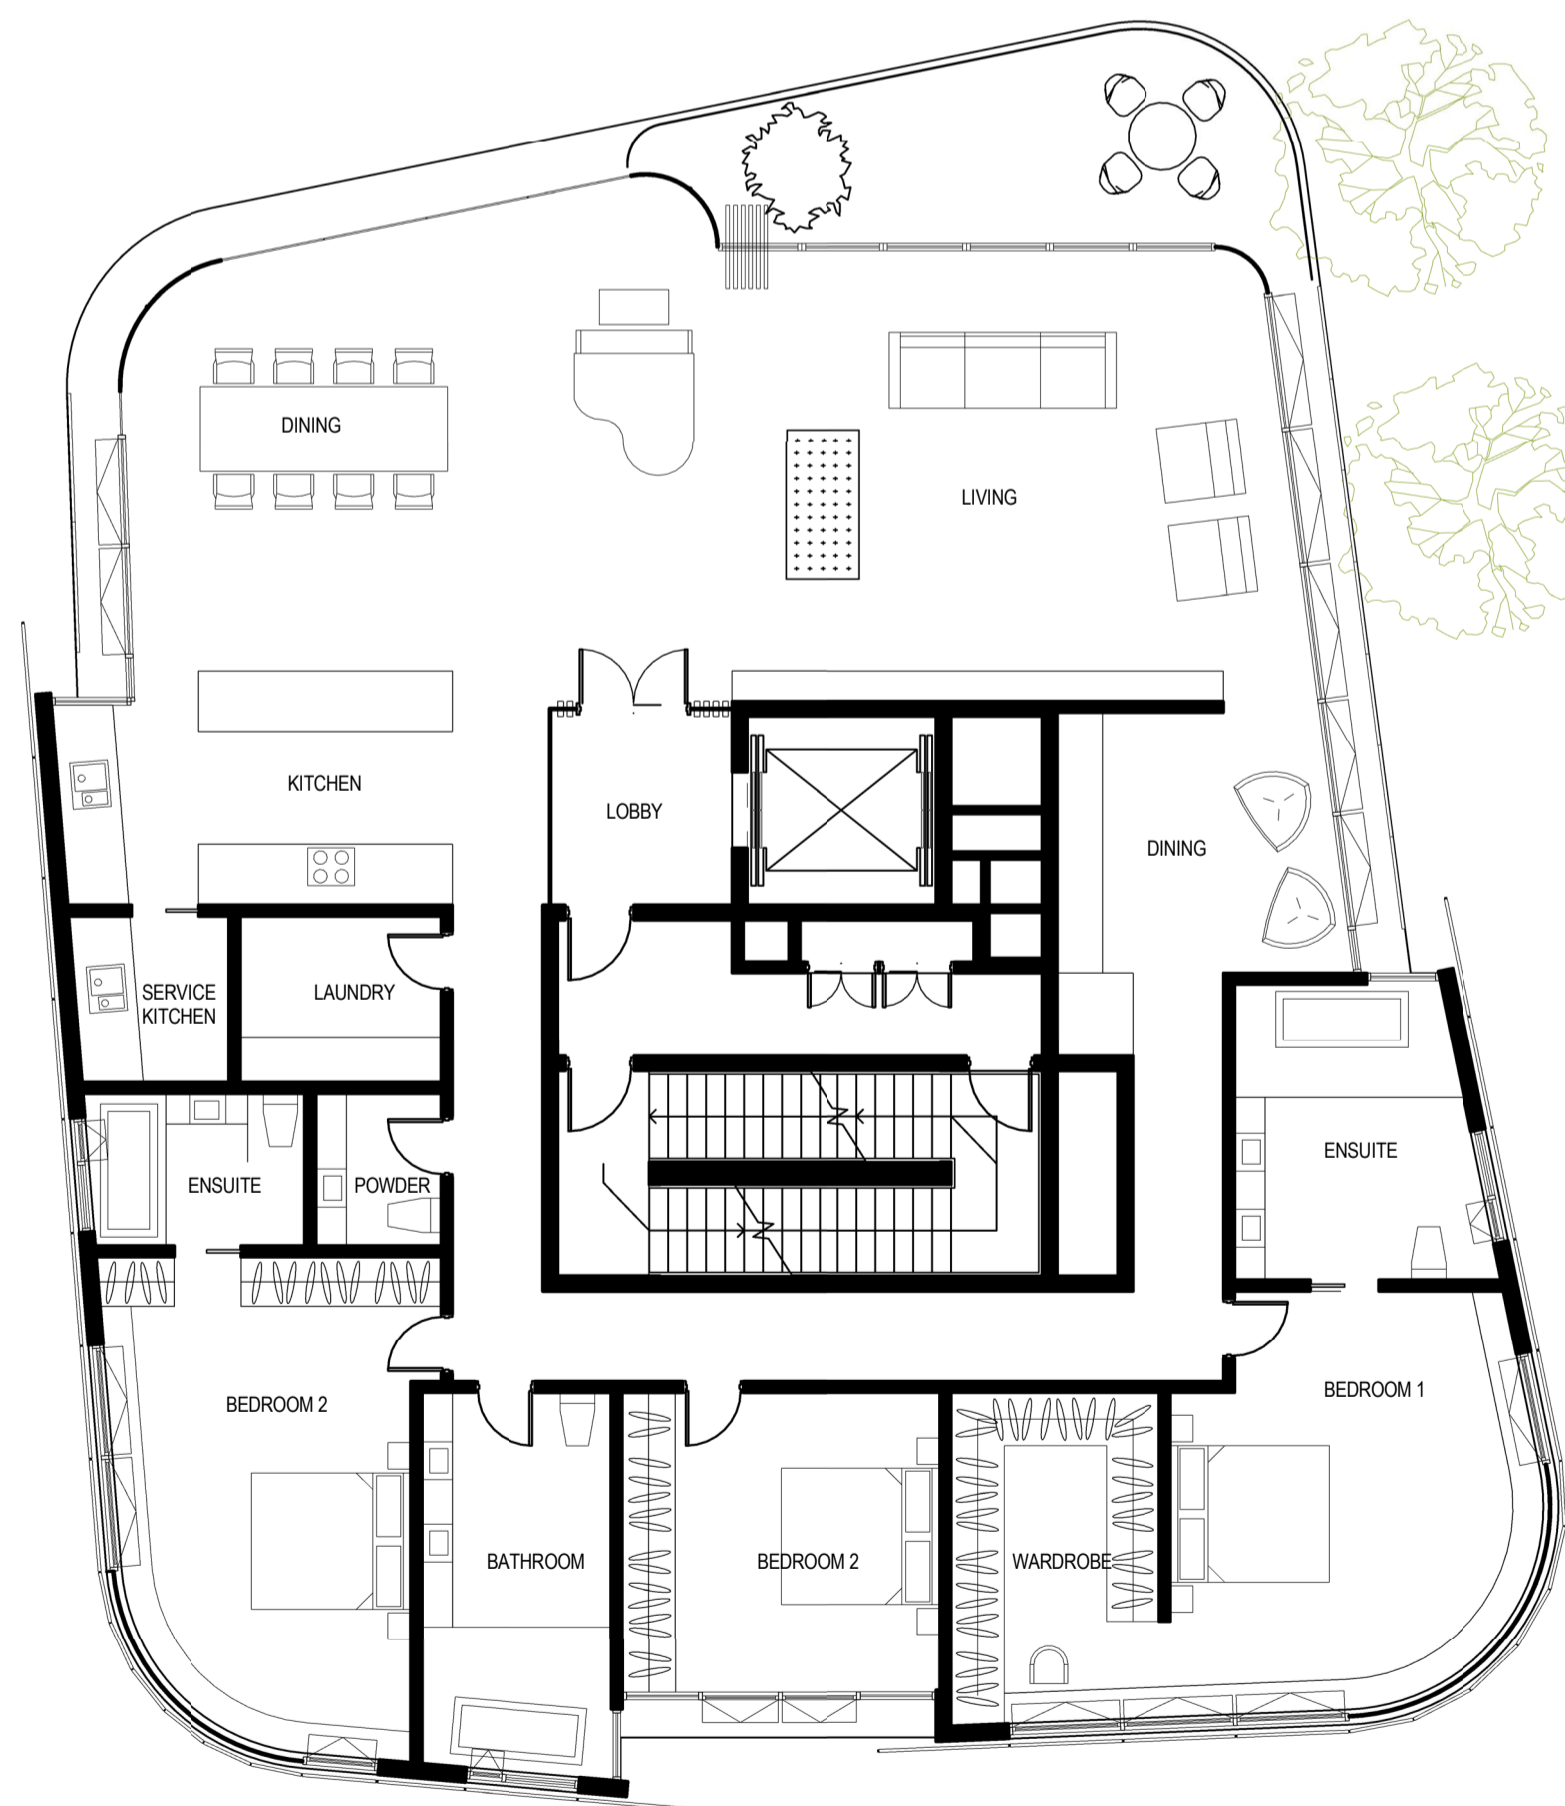 DINING
LIVING
KITCHEN
LOBBY
DINING
SERVICE
KITCHEN
LAUNDRY
ENSUITE
ENSUITE
POWDER
BEDROOM 1
BEDROOM 2
BATHROOM
BEDROOM 2
WARDROBE